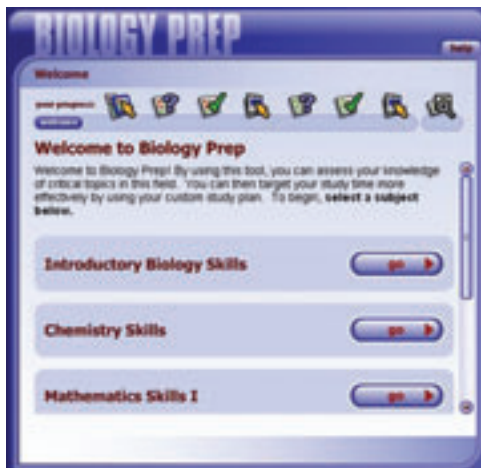 BIOLOGY PREP
help
Welcome
your progress:
welcome
Welcome to Biology Prep
Welcome to Biology Prep! By using this tool, you can assess your knowledge
of critical topics in this field. You can then target your study time more
effectively by using your custom study plan. To begin, select a subject
below.
Introductory Biology Skills
go
Chemistry Skills
go
Mathematics Skills I
go